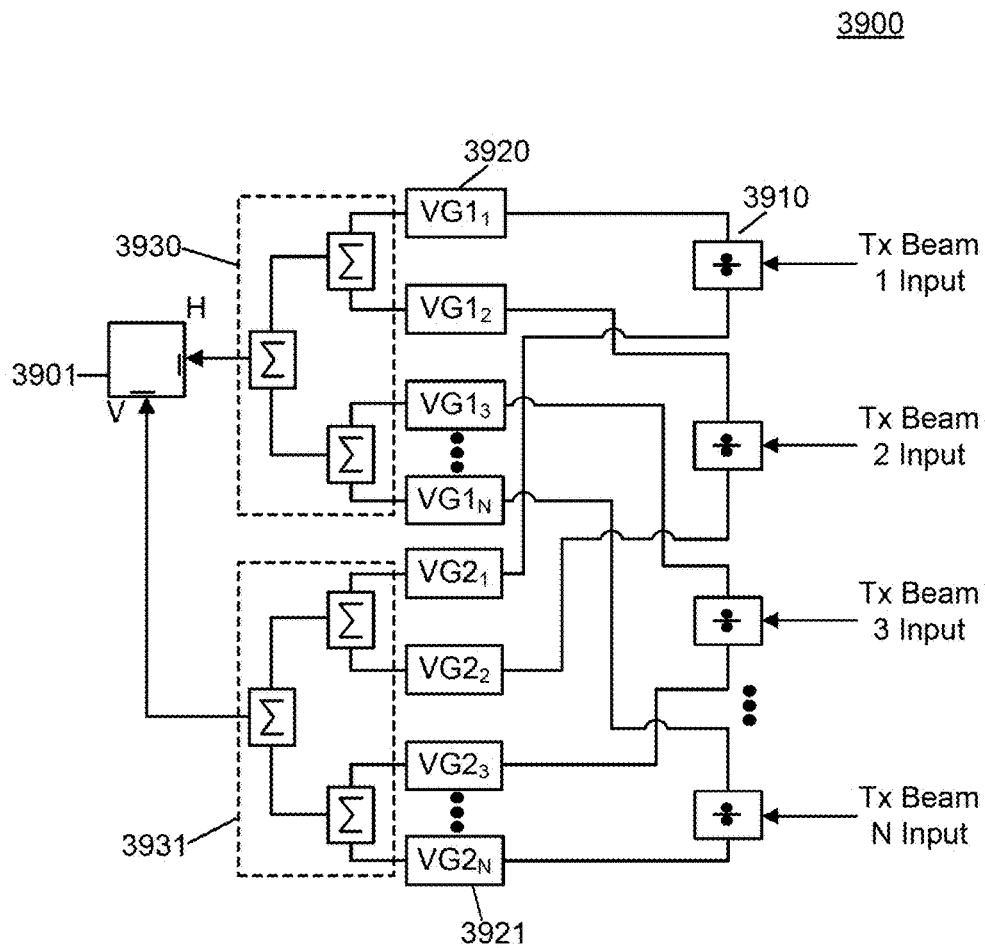 3900
3920
3910
VG1₁
3930
Σ
÷
Tx Beam
1 Input
H
VG1₂
Σ
3901
V
VG1₃
Σ
÷
Tx Beam
2 Input
VG1N
VG2₁
Σ
÷
Tx Beam
3 Input
VG2₂
Σ
VG2₃
Σ
÷
Tx Beam
N Input
3931
VG2N
3921